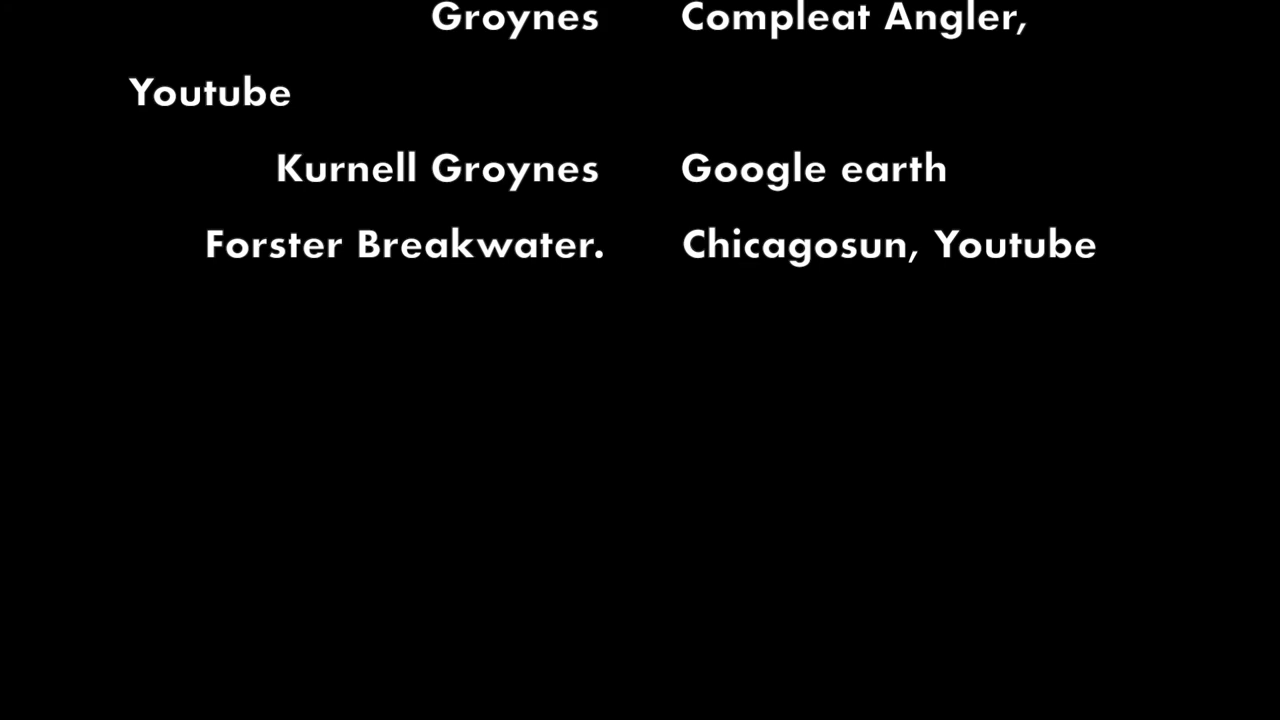 Groynes Compleat Angler,
Youtube
Kurnell Groynes Google earth
Forster Breakwater. Chicagosun, Youtube